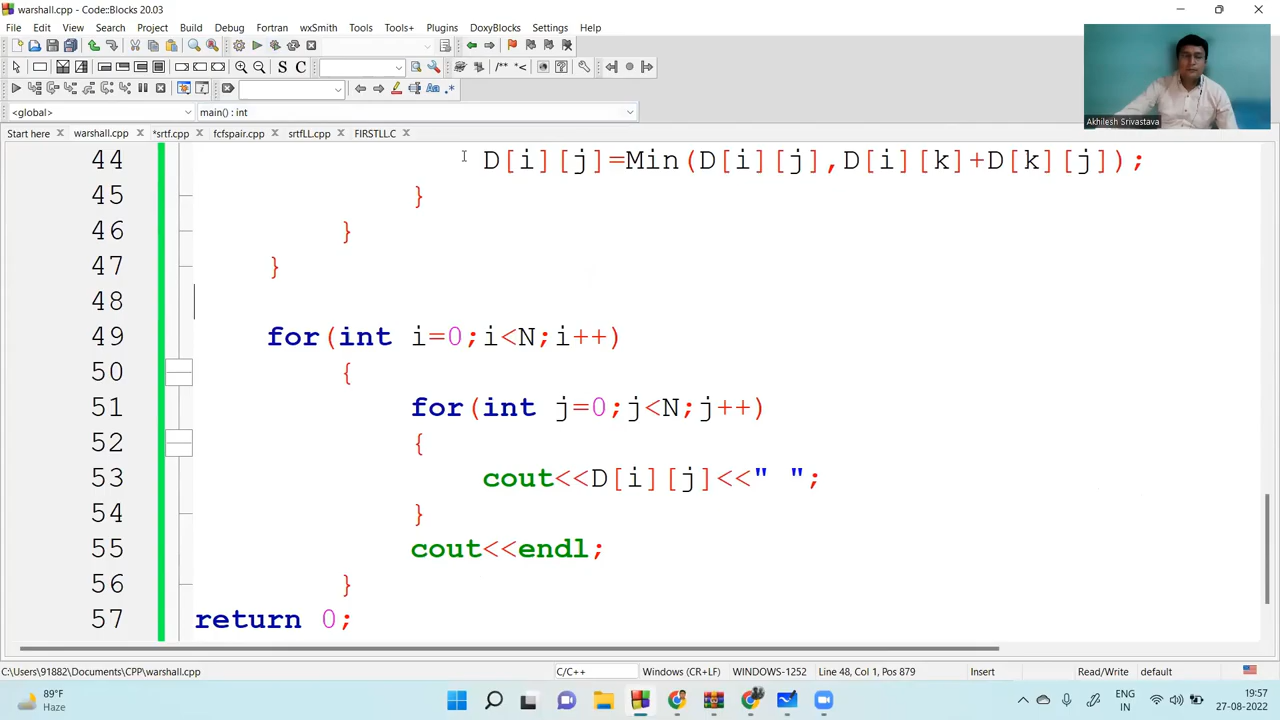 warshall.cpp - Code::Blocks 20.03
File Edit View Search Project Build Debug Fortran wxSmith Tools Tools+ Plugins DoxyBlocks Settings Help
S C /** *<
Aa .*
<global> main() : int
Start here warshall.cpp *srtf.cpp fcfspair.cpp srtfLL.cpp FIRSTLL.C
44 D[i][j]=Min(D[i][j],D[i][k]+D[k][j]);
45 }
46 }
47 }
48
49 for(int i=0;i<N;i++)
50 {
51 for(int j=0;j<N;j++)
52 {
53 cout<<D[i][j]<<" ";
54 }
55 cout<<endl;
56 }
57 return 0;
Akhilesh Srivastava
C:\Users\91882\Documents\CPP\warshall.cpp C/C++ Windows (CR+LF) WINDOWS-1252 Line 48, Col 1, Pos 879 Insert Read/Write default
89°F
Haze
ENG
IN
19:57
27-08-2022